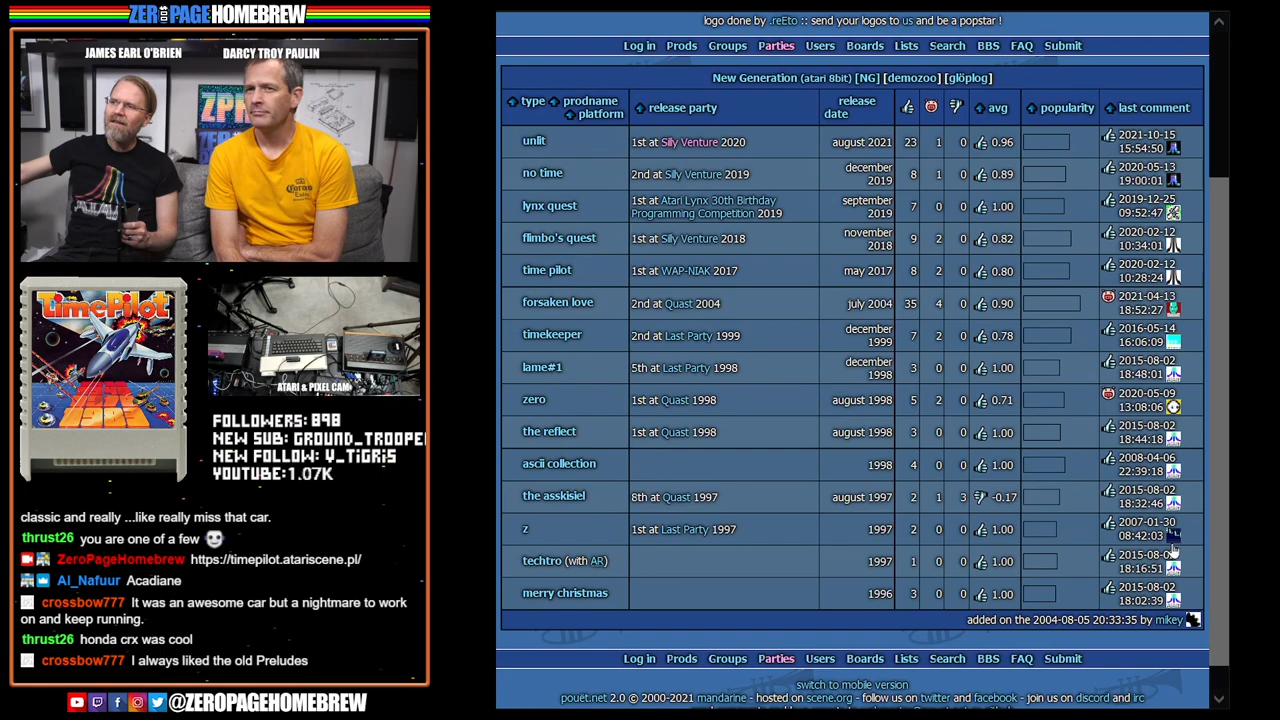 ZERO PAGE HOMEBREW
JAMES EARL O'BRIEN
DARCY TROY PAULIN
Corona
Extra
TimePilot
ATARI & PIXEL CAM
FOLLOWERS: 898
NEW SUB: GROUND_TROOPE
NEW FOLLOW: V_TiGRiS
YOUTUBE:1.07K
classic and really ...like really miss that car.
thrust26 you are one of a few
ZeroPageHomebrew https://timepilot.atariscene.pl/
Al_Nafuur Acadiane
crossbow777 It was an awesome car but a nightmare to work
on and keep running.
thrust26 honda crx was cool
crossbow777 I always liked the old Preludes
@ZEROPAGEHOMEBREW
logo done by .reEto :: send your logos to us and be a popstar !
Log in Prods Groups Parties Users Boards Lists Search BBS FAQ Submit
New Generation (atari 8bit) [NG] [demozoo] [glöplog]
type prodname platform release party release date avg popularity last comment
unlit 1st at Silly Venture 2020 august 2021 23 1 0 0.96 2021-10-15 15:54:50
no time 2nd at Silly Venture 2019 december 2019 8 1 0 0.89 2020-05-13 19:00:01
lynx quest 1st at Atari Lynx 30th Birthday Programming Competition 2019 september 2019 7 0 0 1.00 2019-12-25 09:52:47
flimbo's quest 1st at Silly Venture 2018 november 2018 9 2 0 0.82 2020-02-12 10:34:01
time pilot 1st at WAP-NIAK 2017 may 2017 8 2 0 0.80 2020-02-12 10:28:24
forsaken love 2nd at Quast 2004 july 2004 35 4 0 0.90 2021-04-13 18:52:27
timekeeper 2nd at Last Party 1999 december 1999 7 2 0 0.78 2016-05-14 16:06:09
lame#1 5th at Last Party 1998 december 1998 3 0 0 1.00 2015-08-02 18:48:01
zero 1st at Quast 1998 august 1998 5 2 0 0.71 2020-05-09 13:08:06
the reflect 1st at Quast 1998 august 1998 3 0 0 1.00 2015-08-02 18:44:18
ascii collection 1998 4 0 0 1.00 2008-04-06 22:39:18
the asskisiel 8th at Quast 1997 august 1997 2 1 3 -0.17 2015-08-02 18:32:46
z 1st at Last Party 1997 1997 2 0 0 1.00 2007-01-30 08:42:03
techtro (with AR) 1997 1 0 0 1.00 2015-08-0 18:16:51
merry christmas 1996 3 0 0 1.00 2015-08-02 18:02:39
added on the 2004-08-05 20:33:35 by mikey
Log in Prods Groups Parties Users Boards Lists Search BBS FAQ Submit
switch to mobile version
pouët.net 2.0 © 2000-2021 mandarine - hosted on scene.org - follow us on twitter and facebook - join us on discord and irc